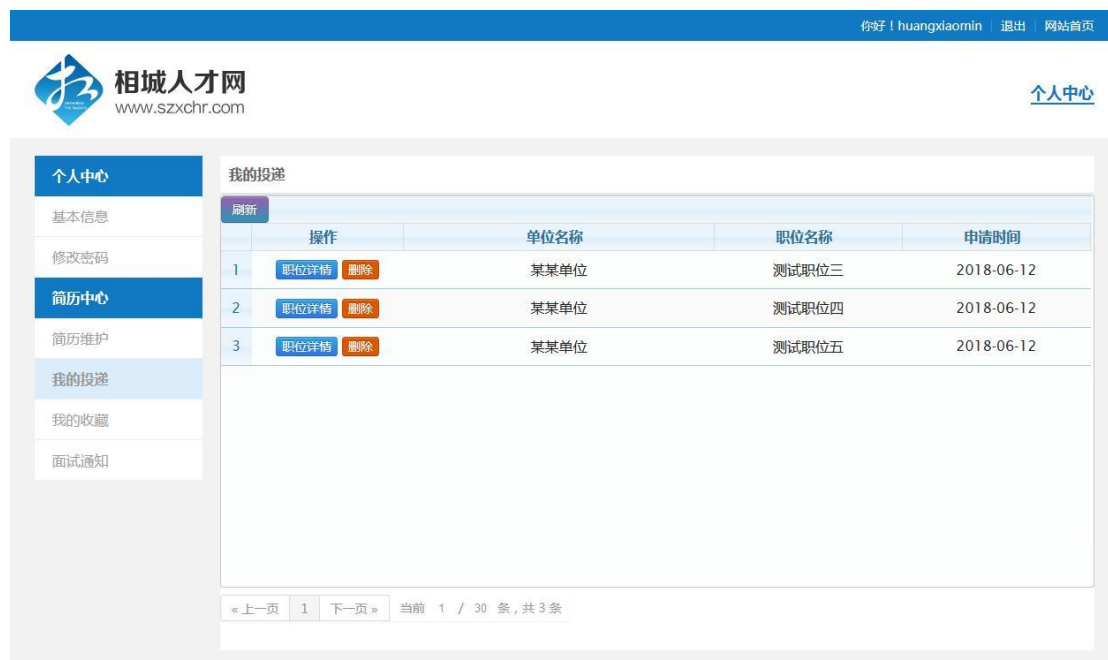 你好！huangxiaomin 退出 网站首页
相城人才网
www.szxchr.com
个人中心
个人中心
基本信息
修改密码
简历中心
简历维护
我的投递
我的收藏
面试通知
我的投递
刷新
操作 单位名称 职位名称 申请时间
1 职位详情 删除 某某单位 测试职位三 2018-06-12
2 职位详情 删除 某某单位 测试职位四 2018-06-12
3 职位详情 删除 某某单位 测试职位五 2018-06-12
« 上一页 1 下一页 » 当前 1 / 30 条，共 3 条